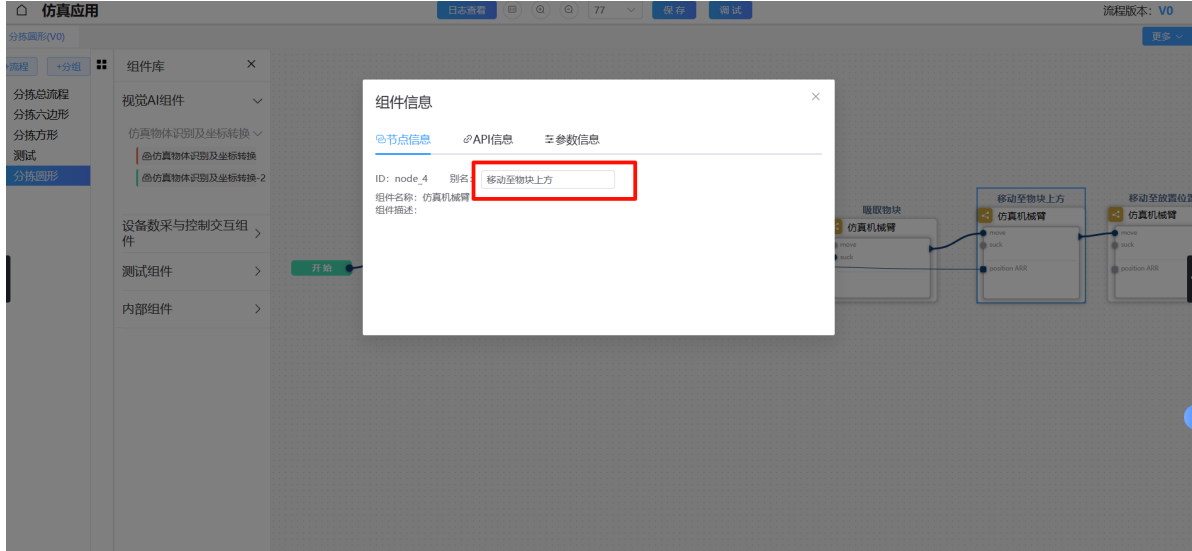 仿真应用
日志查看
77
保存
调试
流程版本：V0
分拣圆形(V0)
更多
+流程
+分组
组件库
分拣总流程
分拣六边形
分拣方形
测试
分拣圆形
视觉AI组件
仿真物体识别及坐标转换
仿真物体识别及坐标转换
仿真物体识别及坐标转换-2
设备数采与控制交互组
件
测试组件
内部组件
开始
组件信息
节点信息
API信息
参数信息
ID: node_4 别名: 移动至物块上方
组件名称：仿真机械臂
组件描述：
吸取物块
仿真机械臂
move
suck
移动至物块上方
仿真机械臂
move
suck
position ARR
移动至放置位置
仿真机械臂
move
suck
position ARR